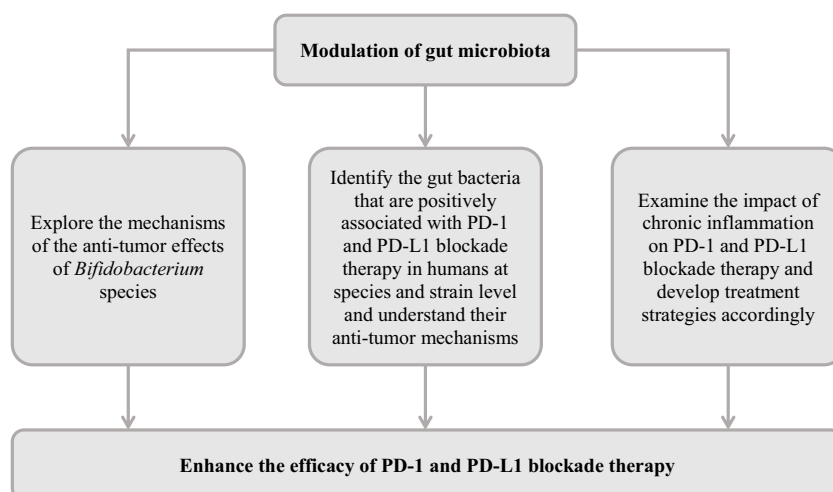 Modulation of gut microbiota
Explore the mechanisms
of the anti-tumor effects
of Bifidobacterium
species
Identify the gut bacteria
that are positively
associated with PD-1
and PD-L1 blockade
therapy in humans at
species and strain level
and understand their
anti-tumor mechanisms
Examine the impact of
chronic inflammation
on PD-1 and PD-L1
blockade therapy and
develop treatment
strategies accordingly
Enhance the efficacy of PD-1 and PD-L1 blockade therapy